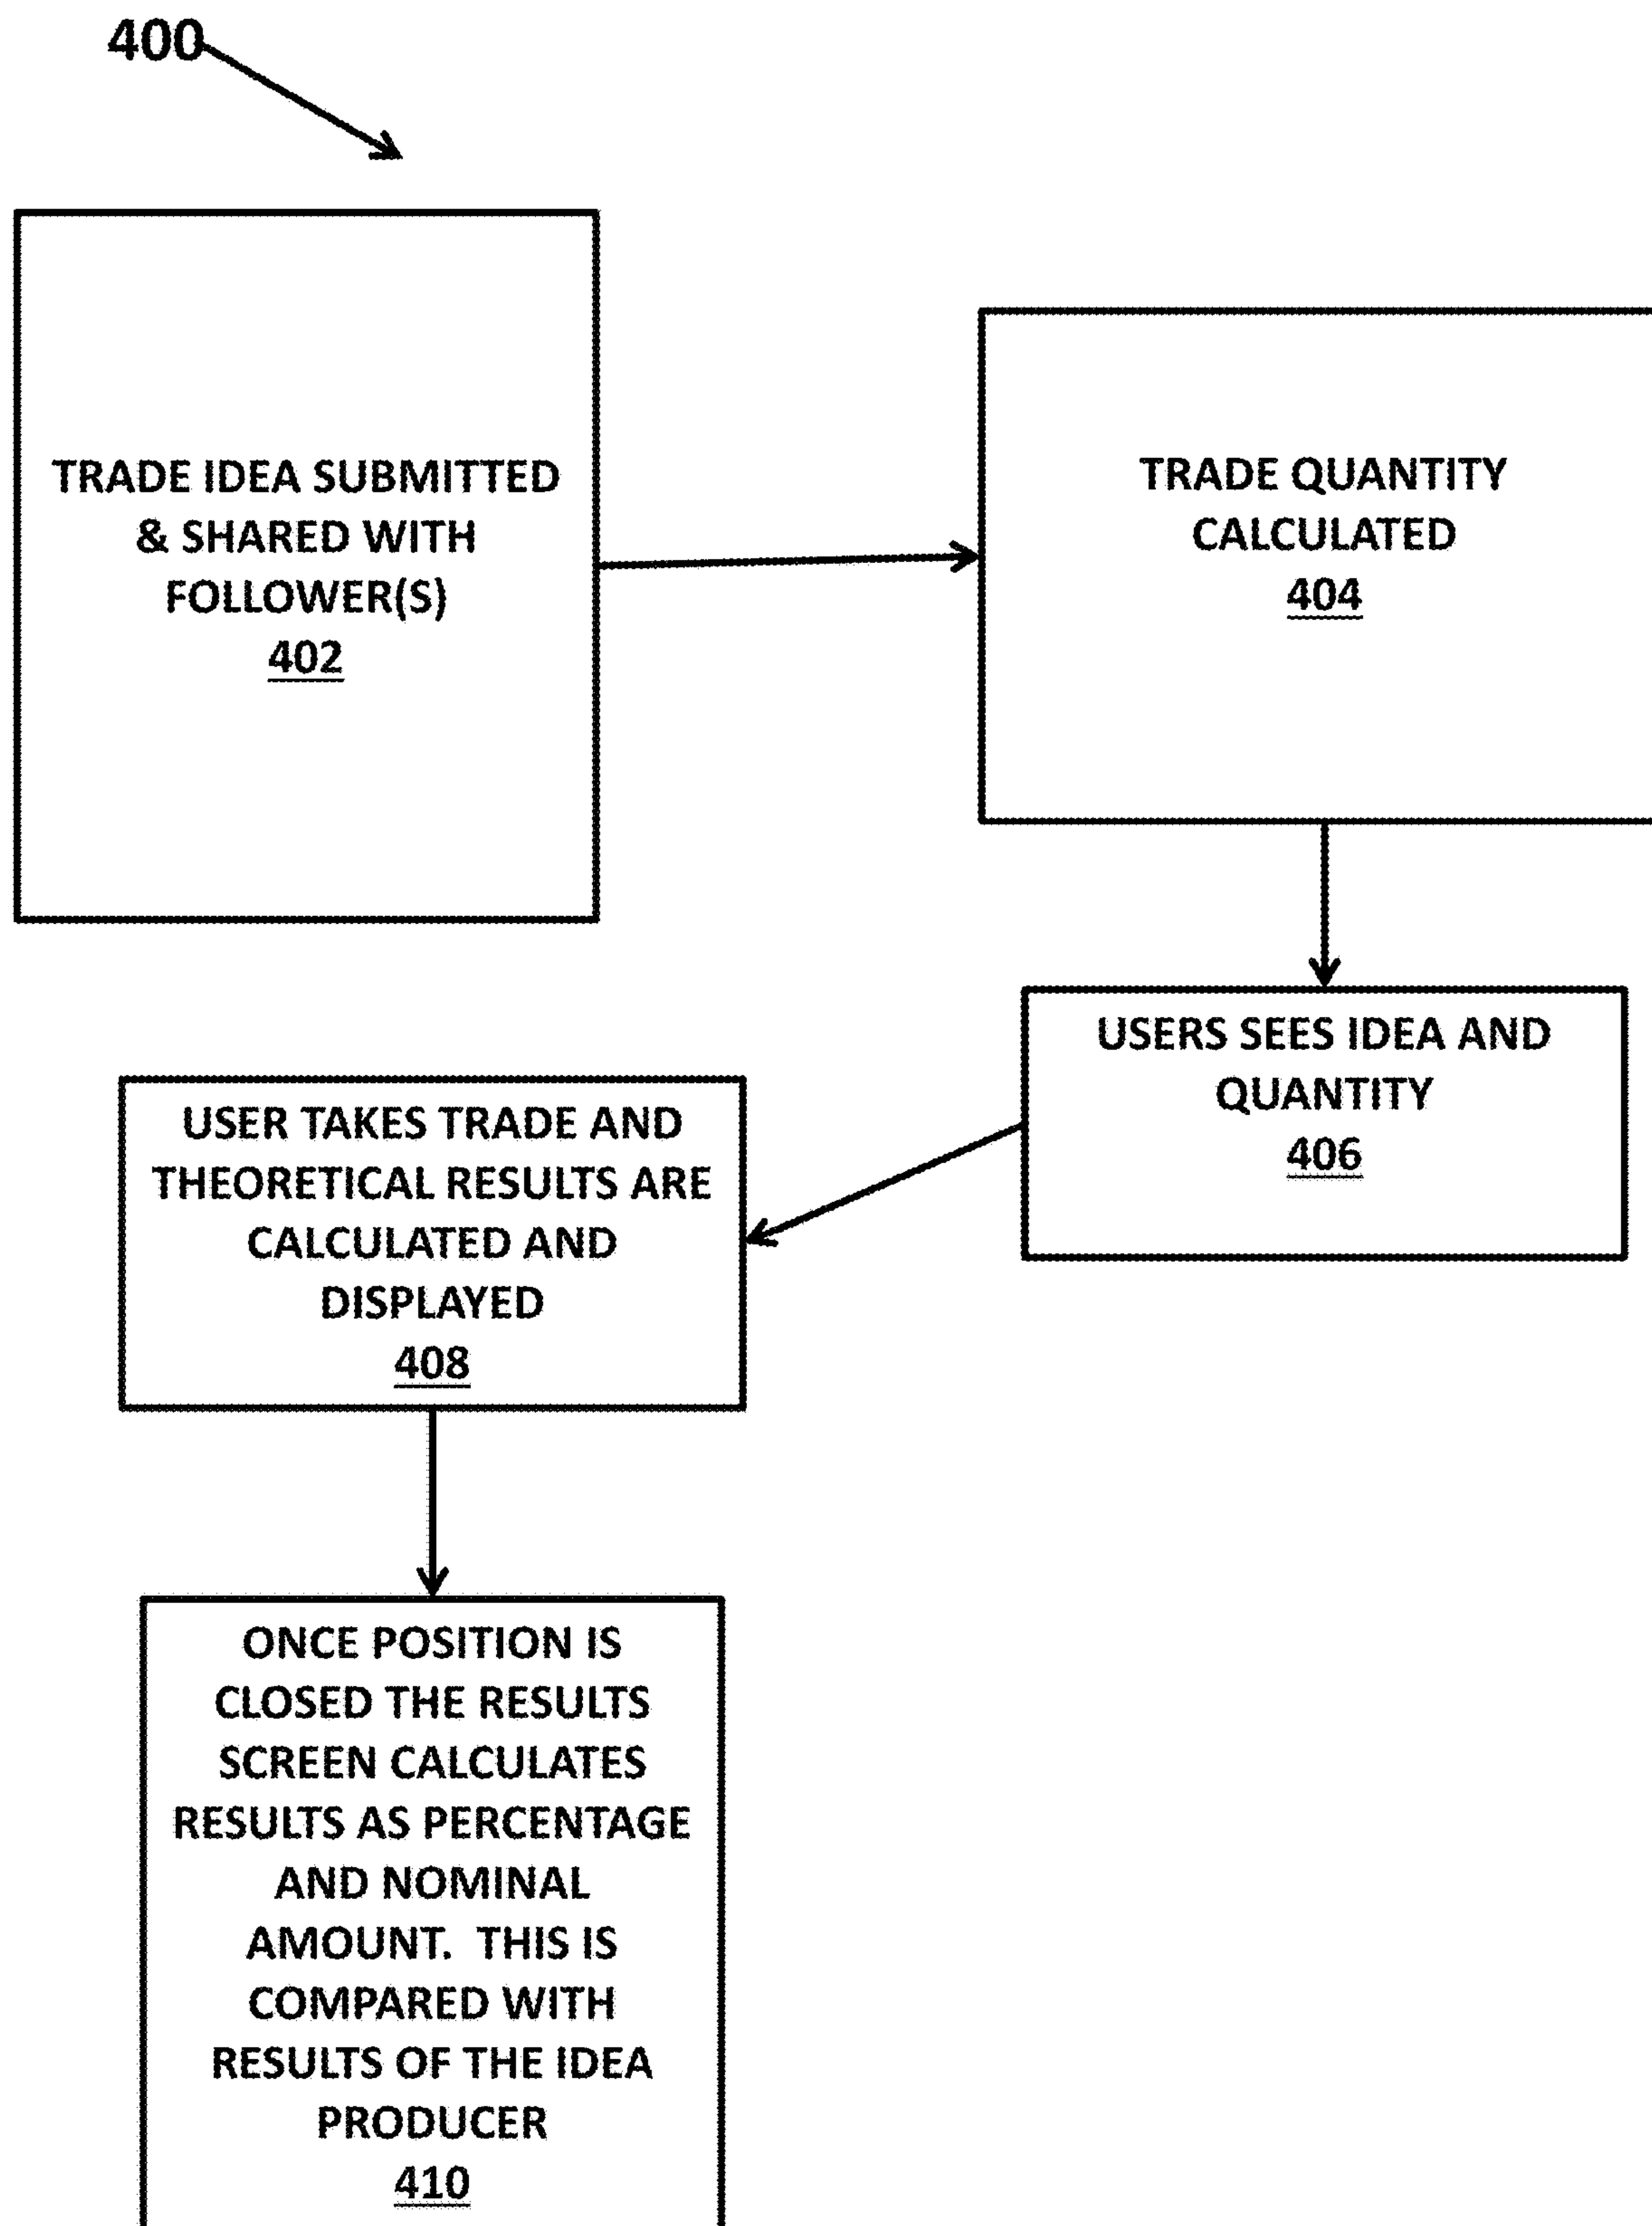 400
TRADE IDEA SUBMITTED
& SHARED WITH
FOLLOWER(S)
402
TRADE QUANTITY
CALCULATED
404
USERS SEES IDEA AND
QUANTITY
406
USER TAKES TRADE AND
THEORETICAL RESULTS ARE
CALCULATED AND
DISPLAYED
408
ONCE POSITION IS
CLOSED THE RESULTS
SCREEN CALCULATES
RESULTS AS PERCENTAGE
AND NOMINAL
AMOUNT.  THIS IS
COMPARED WITH
RESULTS OF THE IDEA
PRODUCER
410